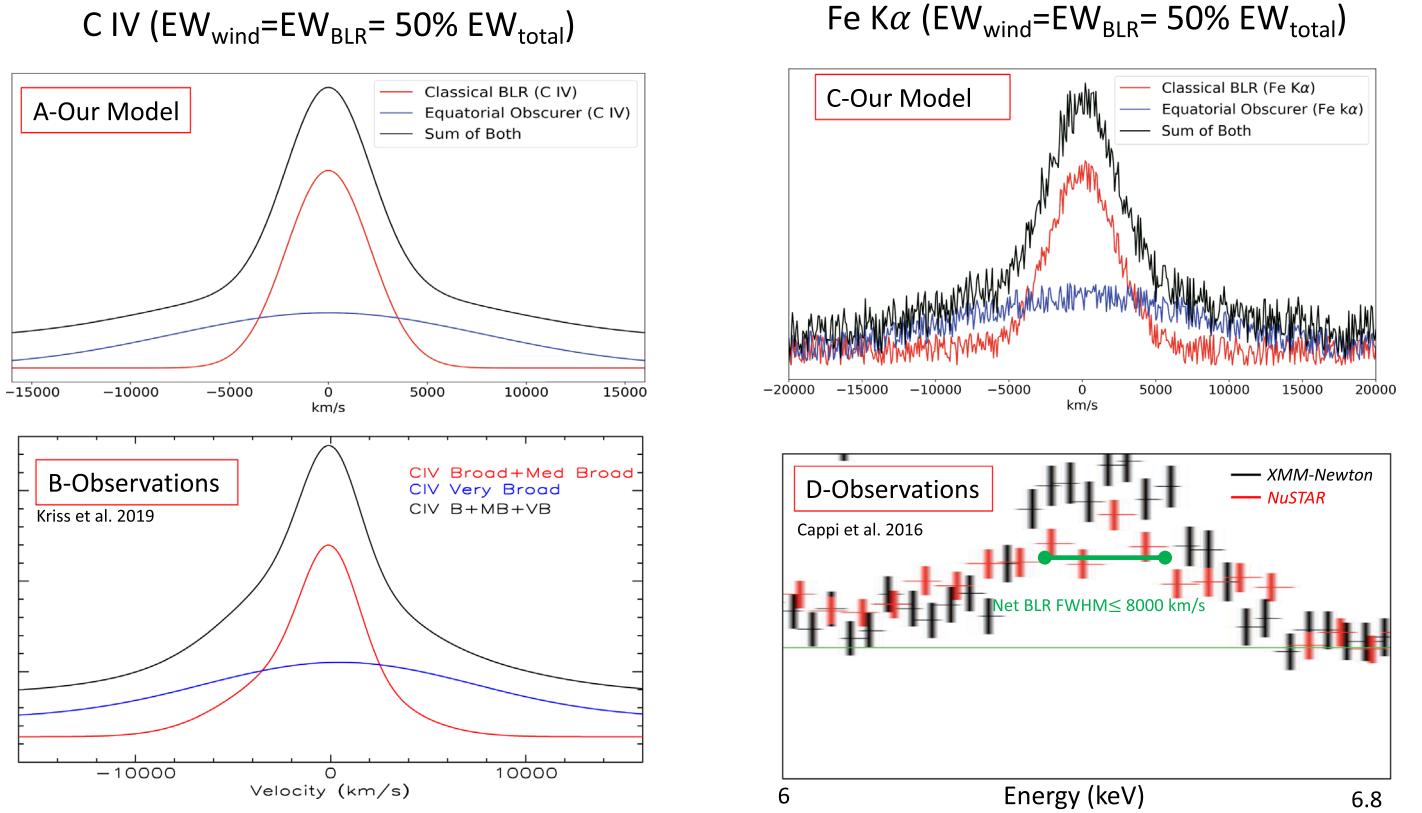 C IV (EWwind=EWBLR= 50% EWtotal)
Fe K𝛼 (EWwind=EWBLR= 50% EWtotal)
A-Our Model
Classical BLR (C IV)
Equatorial Obscurer (C IV)
Sum of Both
−15000 −10000 −5000 0 5000 10000 15000
km/s
C-Our Model
Classical BLR (Fe Kα)
Equatorial Obscurer (Fe kα)
Sum of Both
−20000 −15000 −10000 −5000 0 5000 10000 15000 20000
km/s
B-Observations
Kriss et al. 2019
CIV Broad+Med Broad
CIV Very Broad
CIV B+MB+VB
−10000 0 10000
Velocity (km/s)
D-Observations
Cappi et al. 2016
XMM-Newton
NuSTAR
Net BLR FWHM≤ 8000 km/s
6 Energy (keV) 6.8